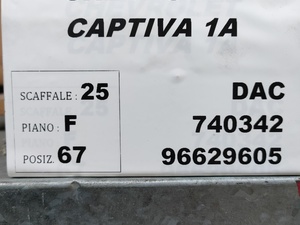 CAPTIVA 1A
SCAFFALE : 25 DAC
PIANO : F 740342
POSIZ. 67 96629605